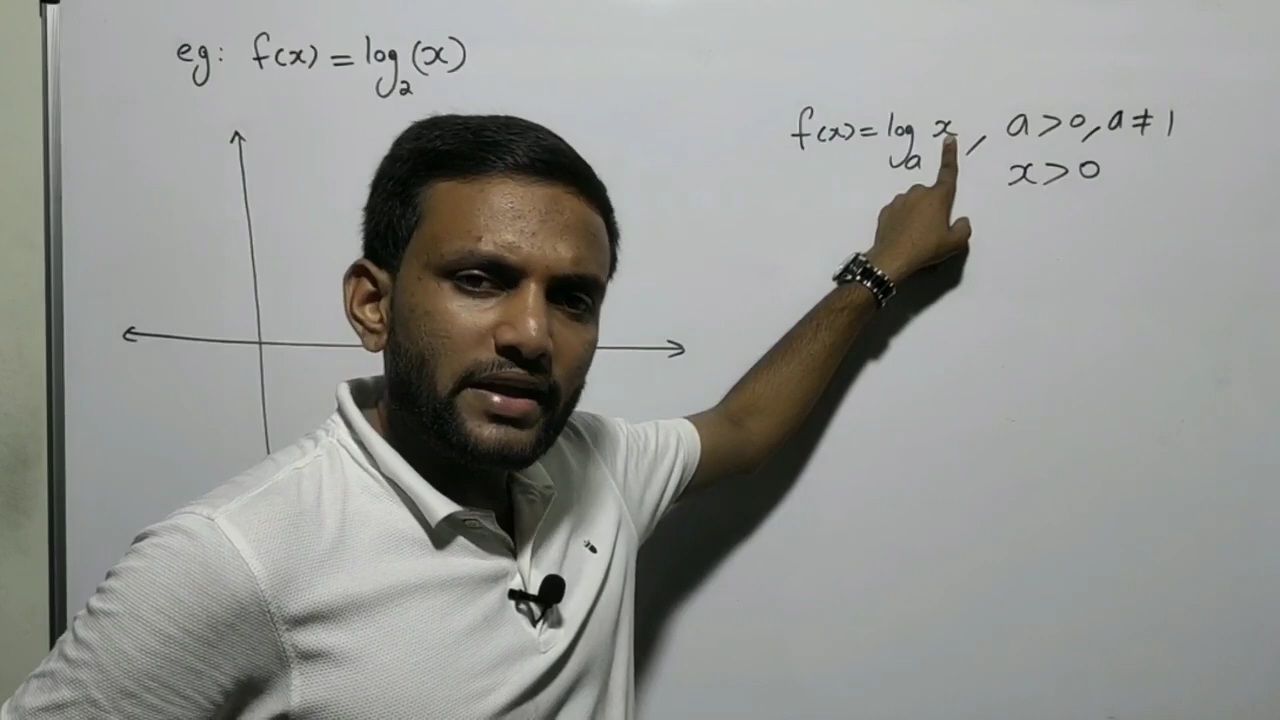 eg: f(x) = log₂(x)
f(x) = logₐ x, a > 0, a ≠ 1
x > 0